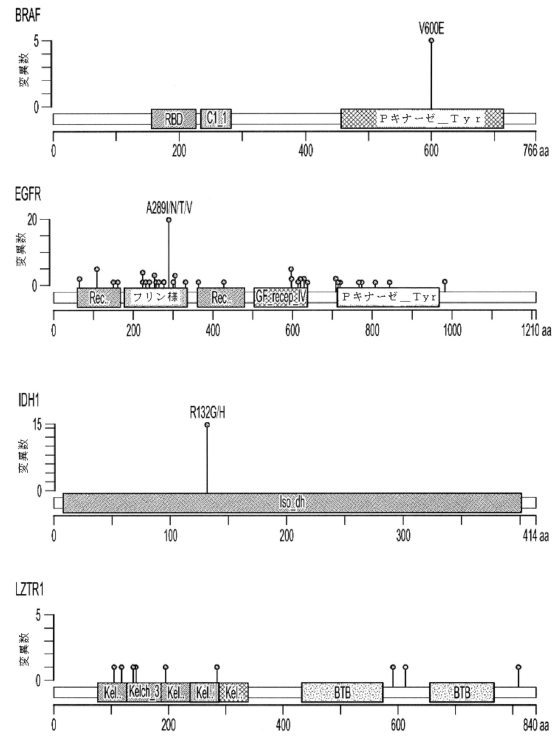 BRAF
V600E
変異数
5
0
RBD
C1_1
Pキナーゼ__Tyr
0 200 400 600 766 aa
EGFR
A289I/N/T/V
変異数
20
10
0
Rec.
フリン様
Rec.
GF_recep_IV
Pキナーゼ__Tyr
0 200 400 600 800 1000 1210 aa
IDH1
R132G/H
変異数
15
0
Iso_dh
0 100 200 300 414 aa
LZTR1
変異数
5
0
Kel.
Kelch_3
Kel.
Kel.
Kel.
BTB
BTB
0 200 400 600 840 aa